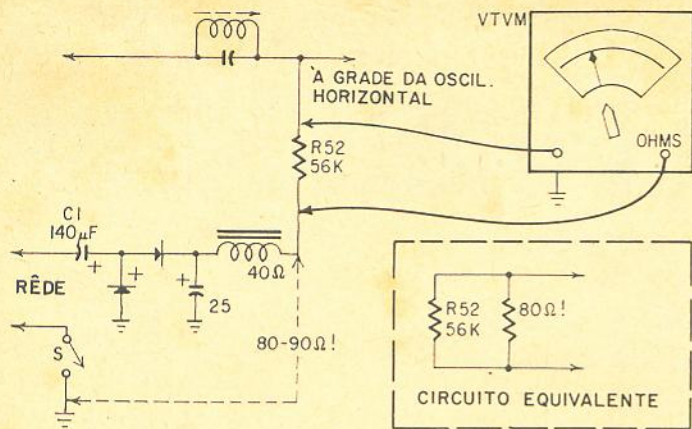 VTVM
À GRADE DA OSCIL.
HORIZONTAL
OHMS
R52
56K
C1
140µF
+
+
+
40Ω
RÊDE
25
S
80-90Ω!
R52
56K
80Ω!
CIRCUITO EQUIVALENTE